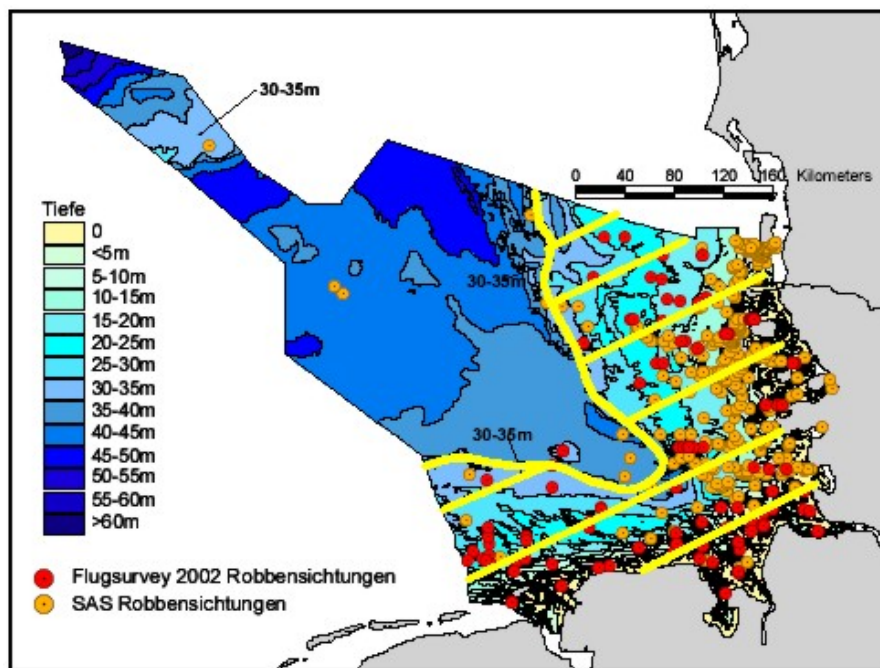 30-35m
0 40 80 120 160 Kilometers
30-35m
30-35m
Tiefe
0
<5m
5-10m
10-15m
15-20m
20-25m
25-30m
30-35m
35-40m
40-45m
45-50m
50-55m
55-60m
>60m
Flugsurvey 2002 Robbensichtungen
SAS Robbensichtungen